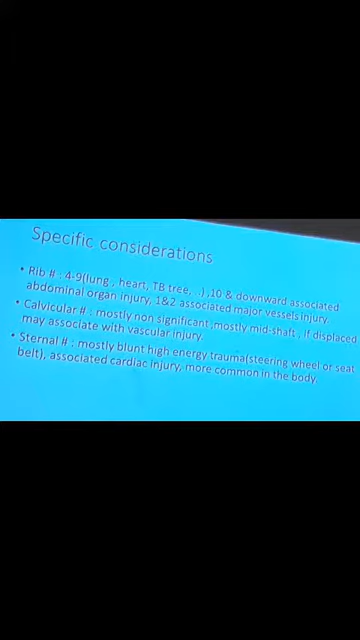 Specific considerations
• Rib # : 4-9(lung , heart, TB tree, ..) ,10 & downward associated
abdominal organ injury, 1&2 associated major vessels injury.
• Calvicular # : mostly non significant ,mostly mid-shaft , if displaced
may associate with vascular injury.
• Sternal # : mostly blunt high energy trauma(steering wheel or seat
belt), associated cardiac injury, more common in the body.